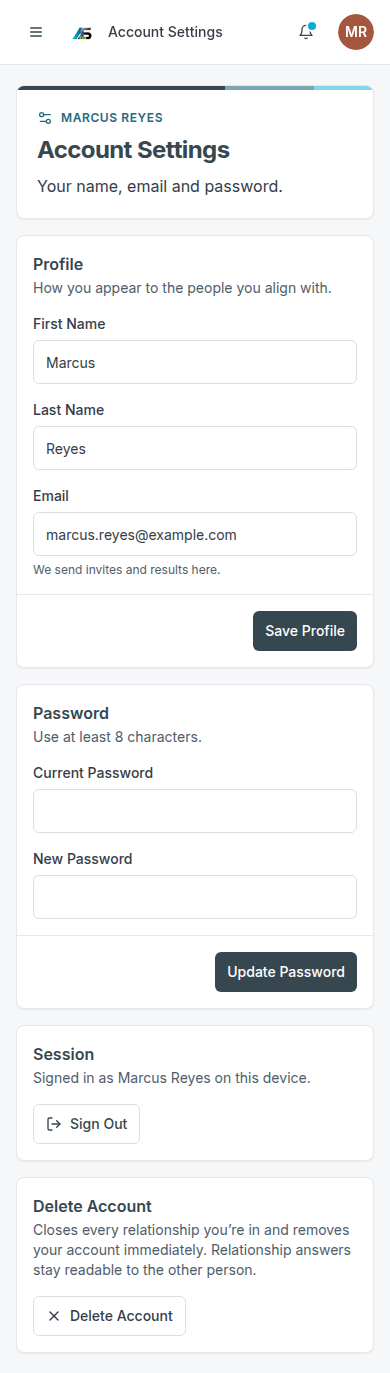 Account Settings
MR
MARCUS REYES
Account Settings
Your name, email and password.
Profile
How you appear to the people you align with.
First Name
Marcus
Last Name
Reyes
Email
marcus.reyes@example.com
We send invites and results here.
Save Profile
Password
Use at least 8 characters.
Current Password
New Password
Update Password
Session
Signed in as Marcus Reyes on this device.
Sign Out
Delete Account
Closes every relationship you’re in and removes
your account immediately. Relationship answers
stay readable to the other person.
Delete Account